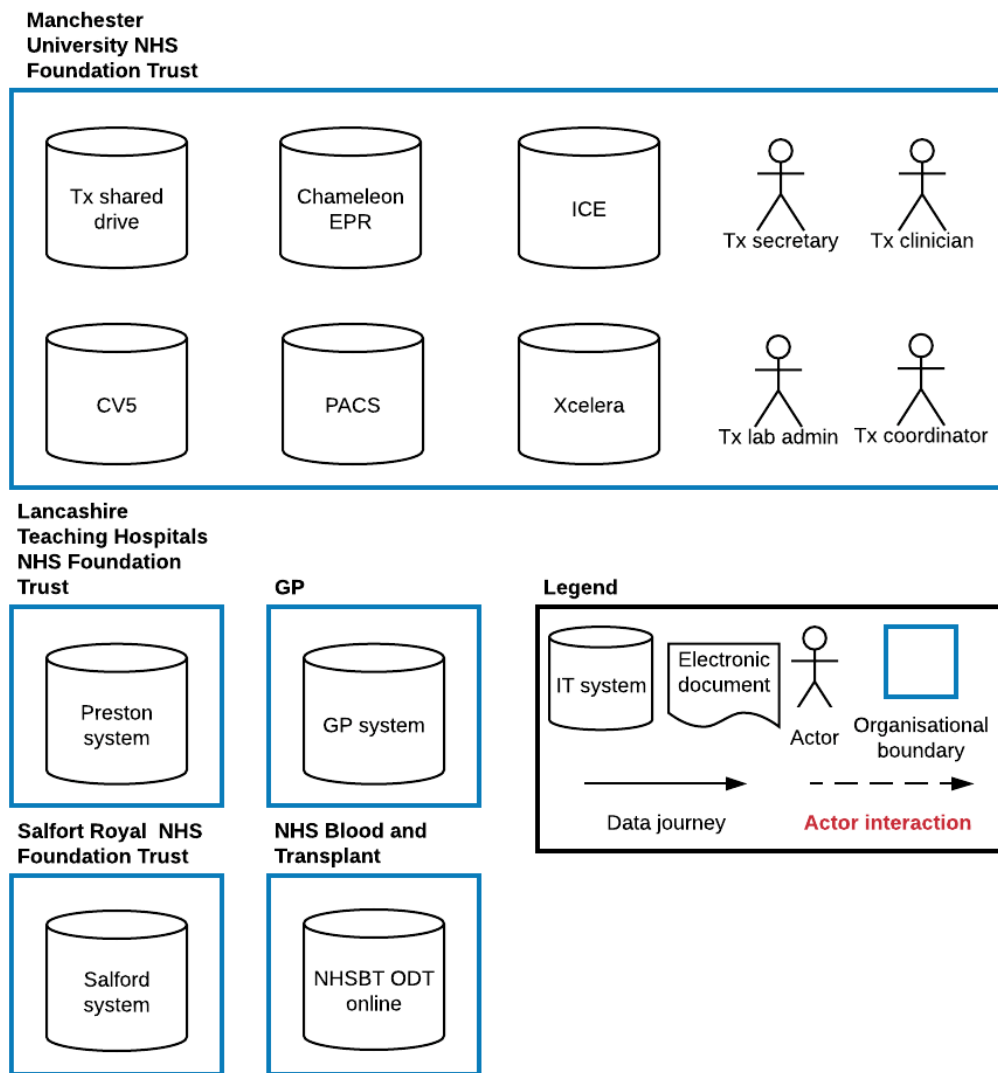 Manchester
University NHS
Foundation Trust
Tx shared
drive
Chameleon
EPR
ICE
Tx secretary
Tx clinician
CV5
PACS
Xcelera
Tx lab admin
Tx coordinator
Lancashire
Teaching Hospitals
NHS Foundation
Trust
GP
Legend
Preston
system
GP system
IT system
Electronic
document
Actor
Organisational
boundary
Data journey
Actor interaction
Salfort Royal NHS
Foundation Trust
NHS Blood and
Transplant
Salford
system
NHSBT ODT
online